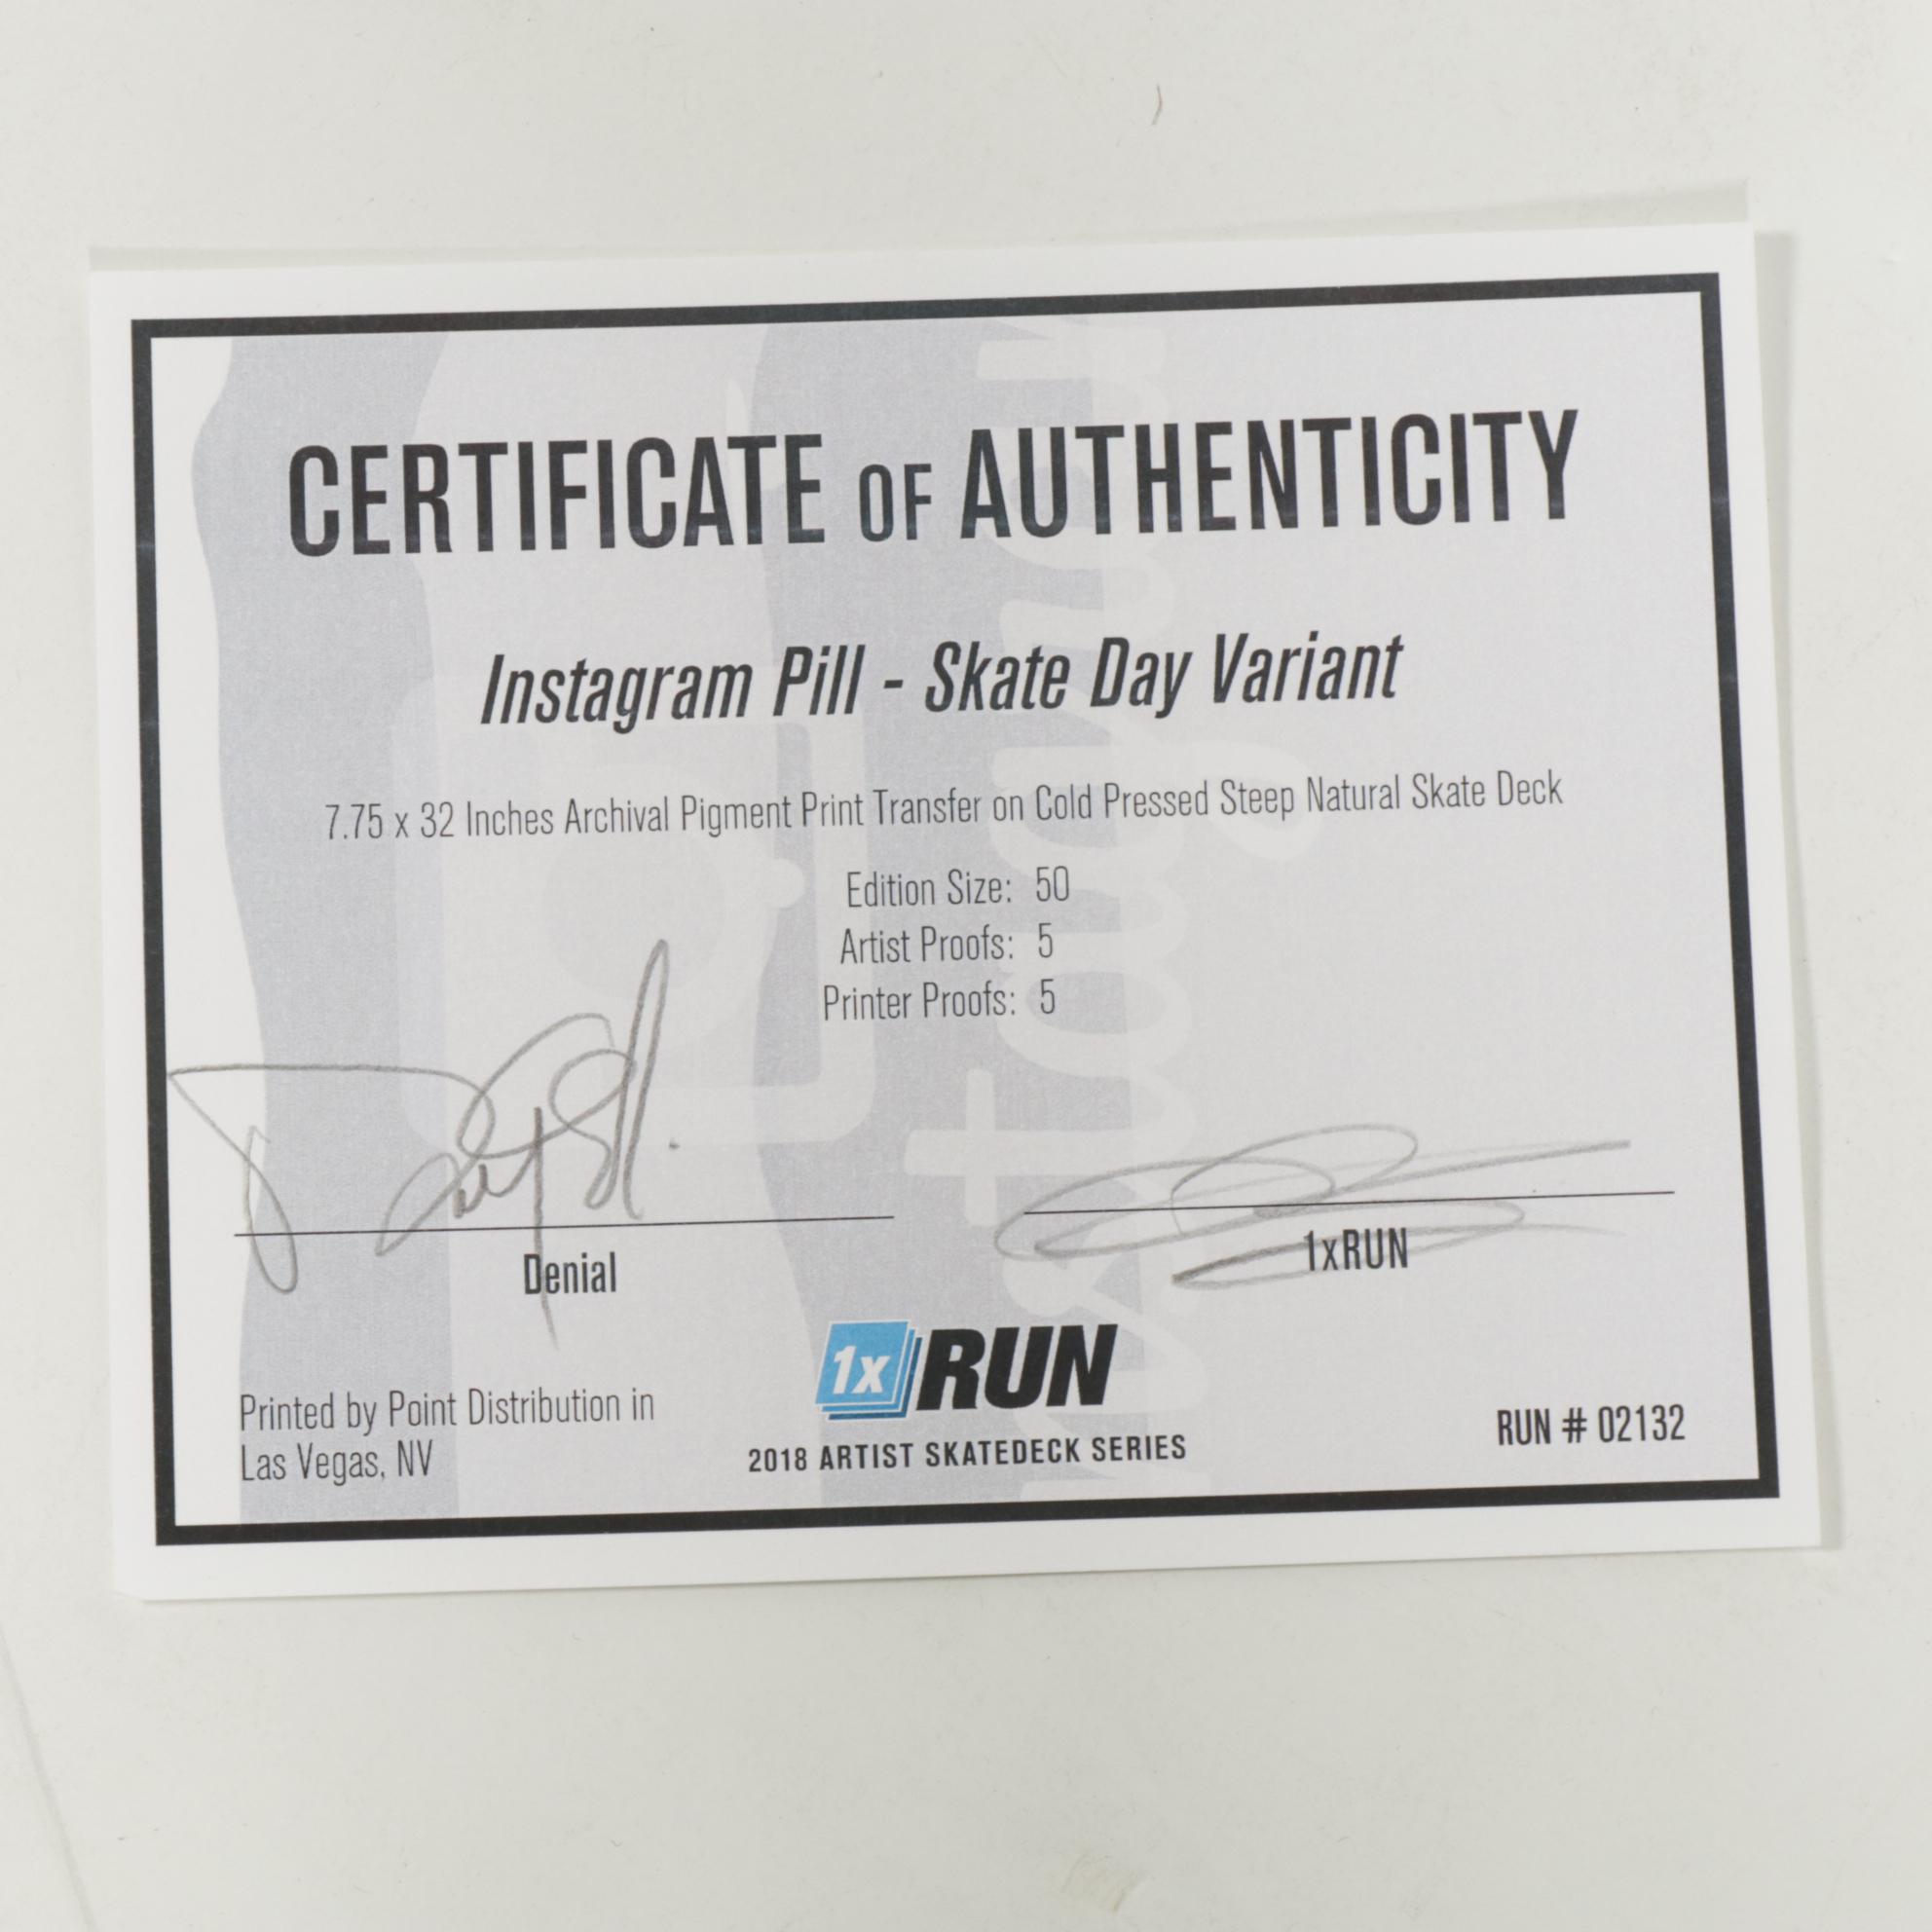 CERTIFICATE OF AUTHENTICITY
Instagram Pill - Skate Day Variant
7.75 x 32 Inches Archival Pigment Print Transfer on Cold Pressed Steep Natural Skate Deck
Edition Size: 50
Artist Proofs: 5
Printer Proofs: 5
Denial
1xRUN
1x RUN
2018 ARTIST SKATEDECK SERIES
Printed by Point Distribution in
Las Vegas, NV
RUN # 02132